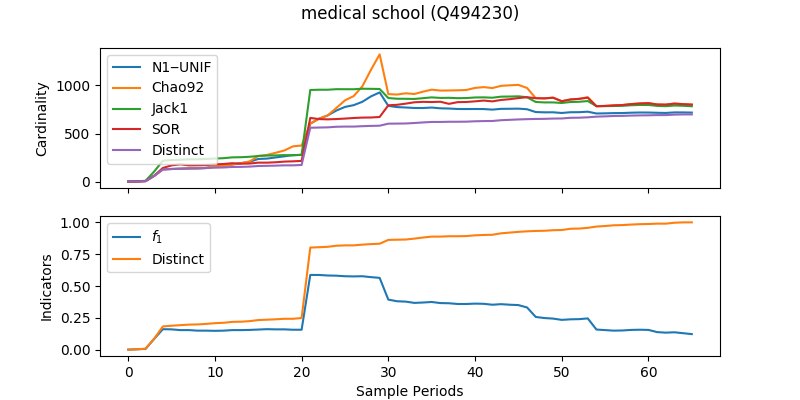 medical school (Q494230)
Cardinality
1000
500
0
N1‒UNIF
Chao92
Jack1
SOR
Distinct
Indicators
1.00
0.75
0.50
0.25
0.00
f1
Distinct
0 10 20 30 40 50 60
Sample Periods